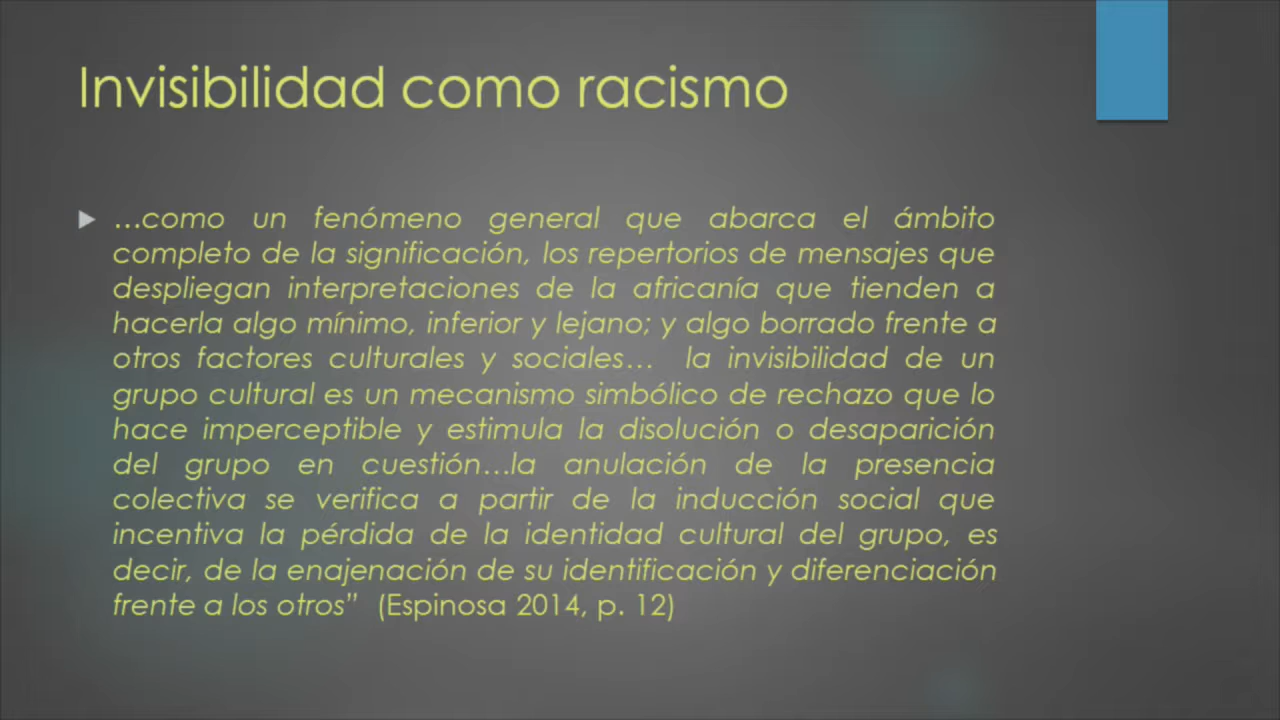 Invisibilidad como racismo
…como un fenómeno general que abarca el ámbito
completo de la significación, los repertorios de mensajes que
despliegan interpretaciones de la africanía que tienden a
hacerla algo mínimo, inferior y lejano; y algo borrado frente a
otros factores culturales y sociales… la invisibilidad de un
grupo cultural es un mecanismo simbólico de rechazo que lo
hace imperceptible y estimula la disolución o desaparición
del grupo en cuestión…la anulación de la presencia
colectiva se verifica a partir de la inducción social que
incentiva la pérdida de la identidad cultural del grupo, es
decir, de la enajenación de su identificación y diferenciación
frente a los otros” (Espinosa 2014, p. 12)